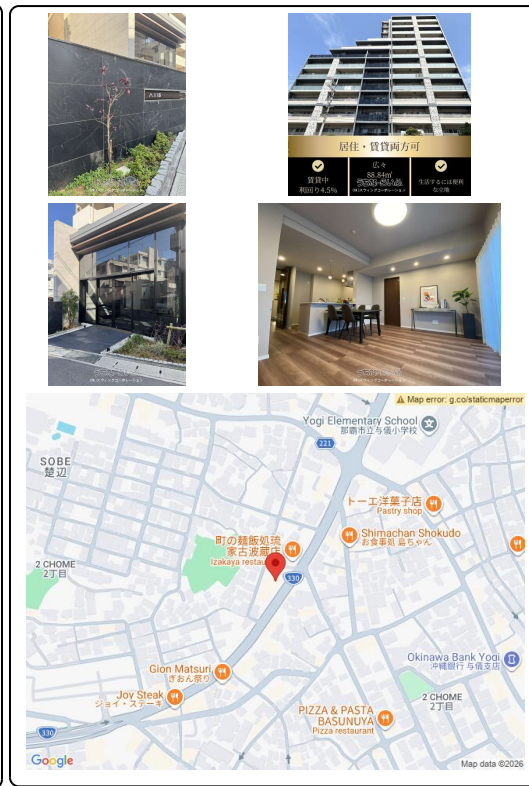 居住・賃貸両方可
賃貸中
利回り4.5%
広々
88.84㎡
生活するには便利
な立地
Map error: g.co/staticmaperror
Yogi Elementary School
那覇市立与儀小学校
221
SOBE
楚辺
トーエ洋菓子店
Pastry shop
Shimachan Shokudo
お食事処 島ちゃん
町の麺飯処琉
家古波蔵店
Izakaya restau
330
2 CHOME
2丁目
Okinawa Bank Yogi
沖縄銀行 与儀支店
Gion Matsuri
ぎおん祭り
2 CHOME
2丁目
Joy Steak
ジョイ・ステーキ
PIZZA & PASTA
BASUNUYA
Pizza restaurant
330
Google
Map data ©2026